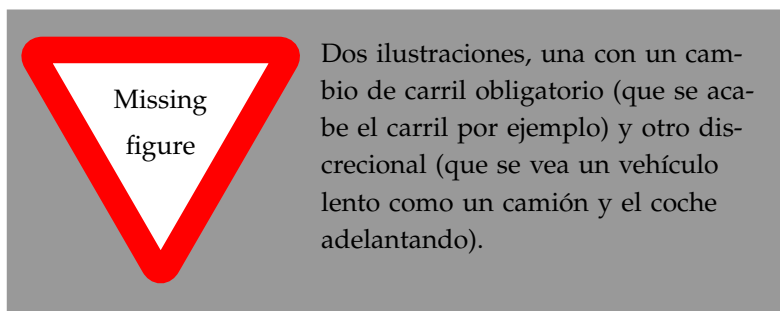 Missing
figure
Dos ilustraciones, una con un cam-
bio de carril obligatorio (que se aca-
be el carril por ejemplo) y otro dis-
crecional (que se vea un vehículo
lento como un camión y el coche
adelantando).